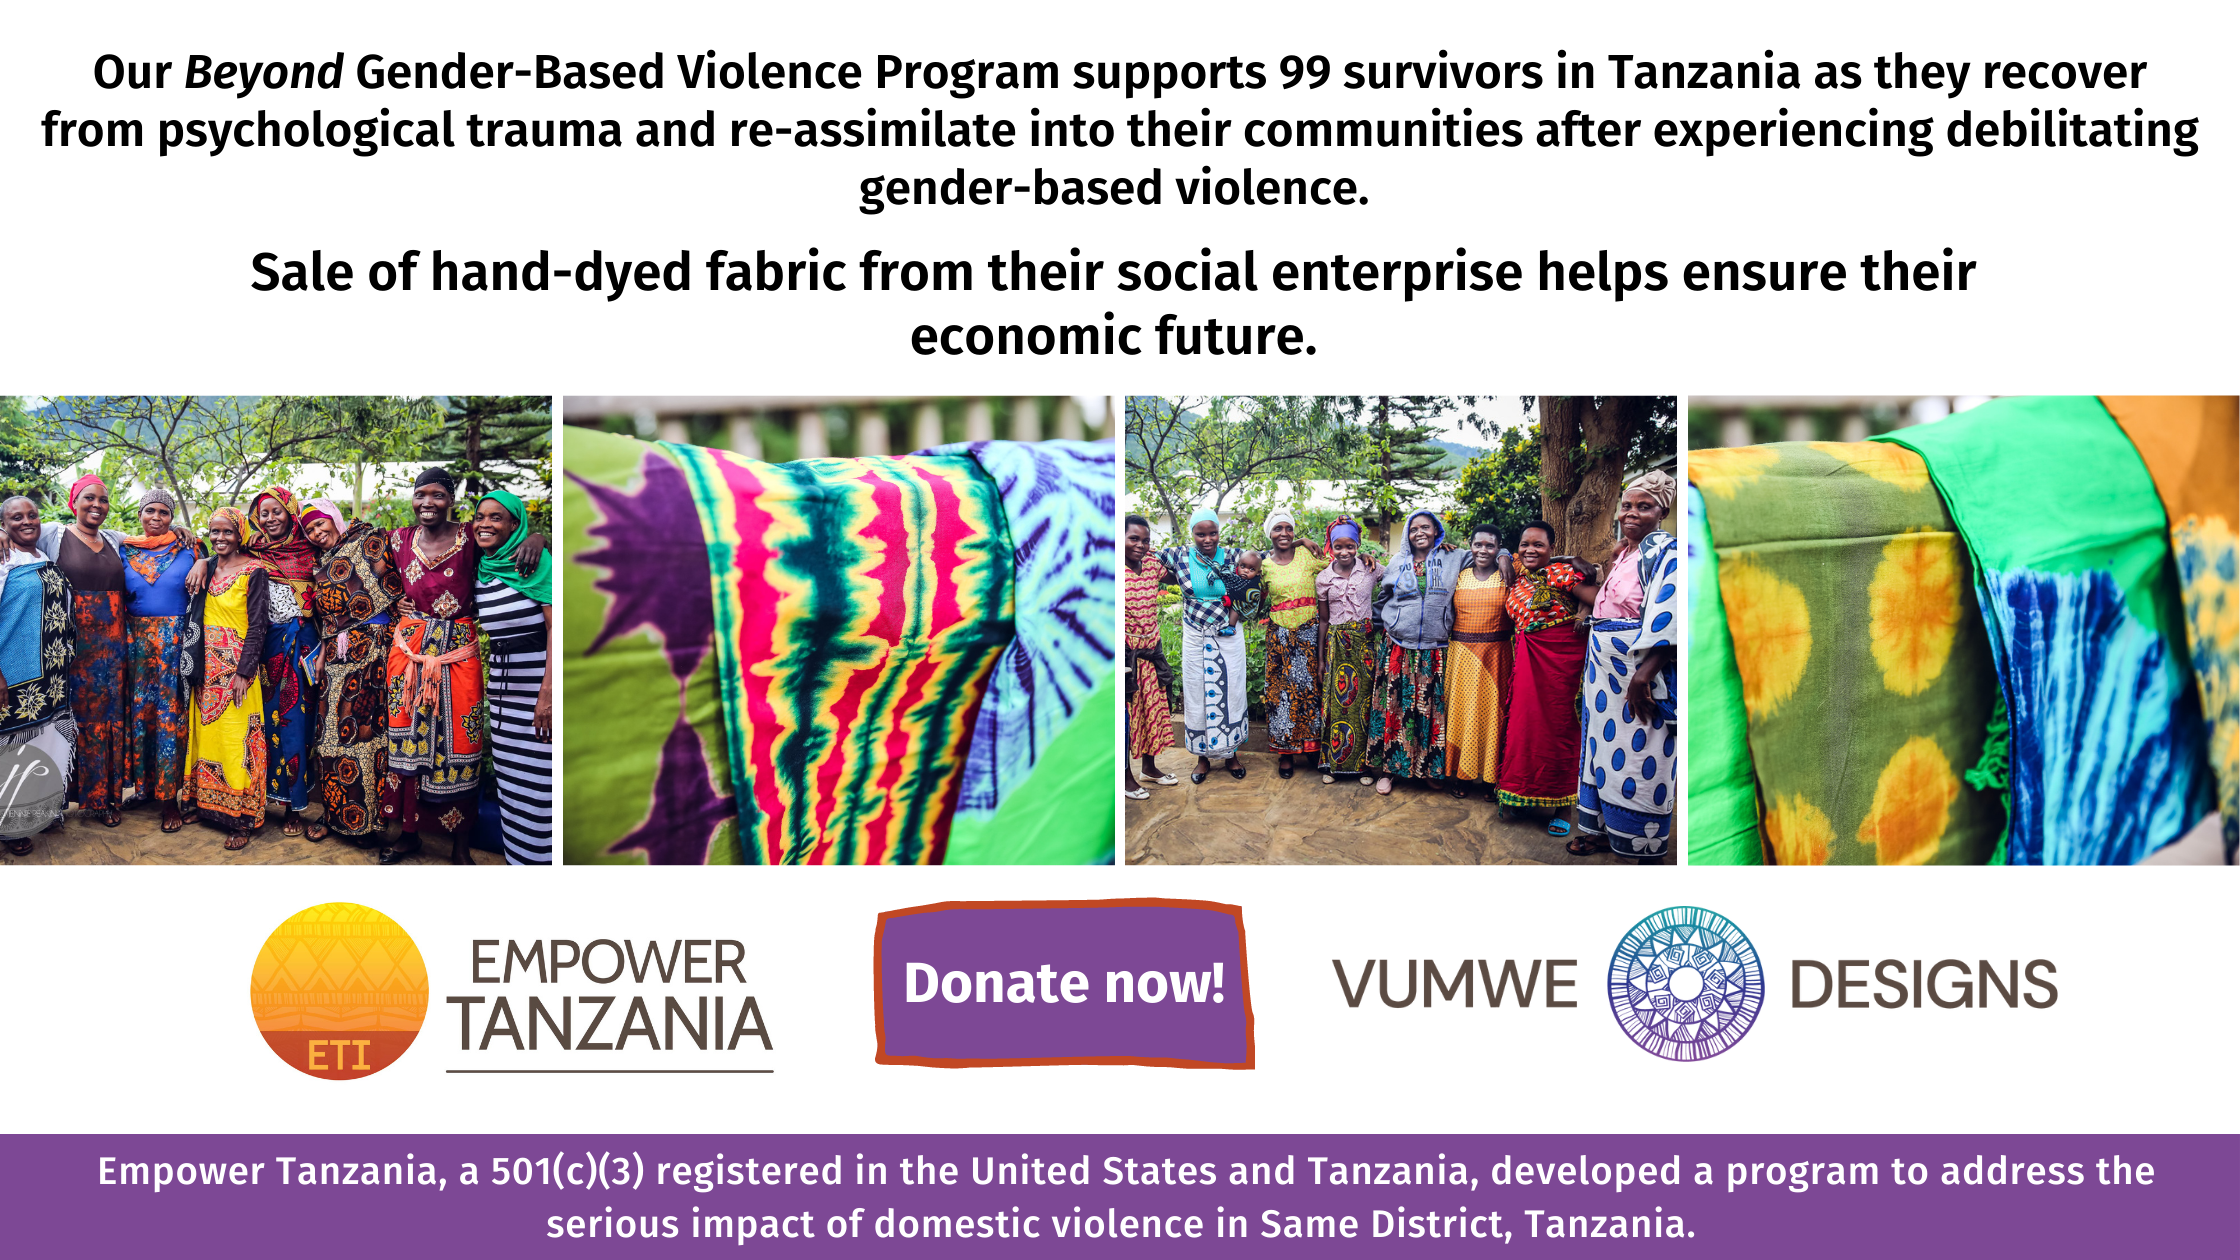 Our Beyond Gender-Based Violence Program supports 99 survivors in Tanzania as they recover
from psychological trauma and re-assimilate into their communities after experiencing debilitating
gender-based violence.
Sale of hand-dyed fabric from their social enterprise helps ensure their
economic future.
jp
ETI
EMPOWER
TANZANIA
Donate now!
VUMWE DESIGNS
Empower Tanzania, a 501(c)(3) registered in the United States and Tanzania, developed a program to address the
serious impact of domestic violence in Same District, Tanzania.